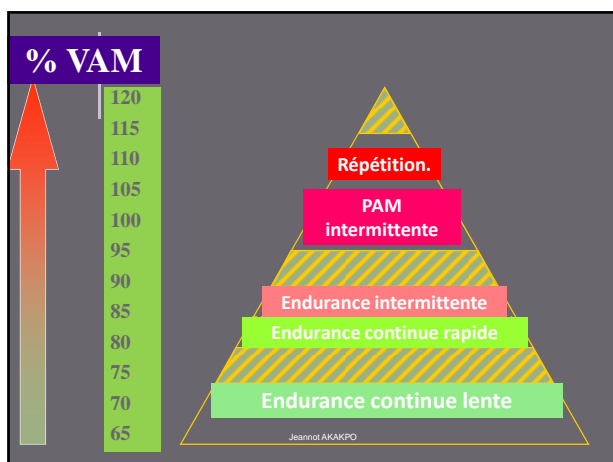 % VAM
120
115
110
105
100
95
90
85
80
75
70
65
Répétition.
PAM
intermittente
Endurance intermittente
Endurance continue rapide
Endurance continue lente
Jeannot AKAKPO